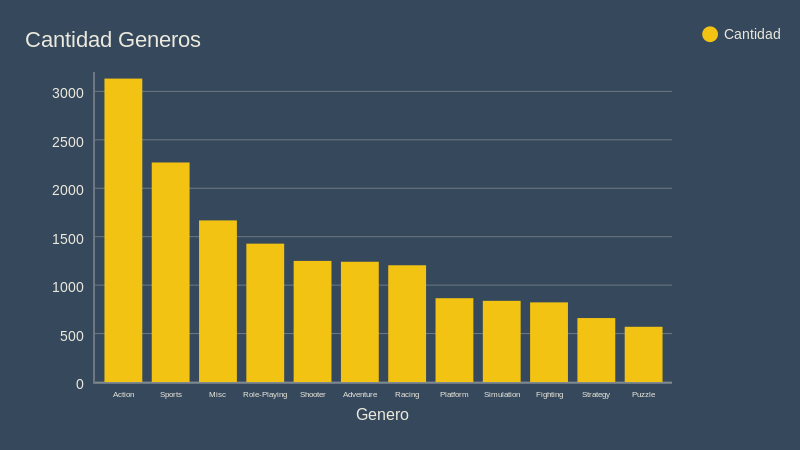 Cantidad Generos
Cantidad
3000
2500
2000
1500
1000
500
0
Action Sports Misc Role-Playing Shooter Adventure Racing Platform Simulation Fighting Strategy Puzzle
Genero